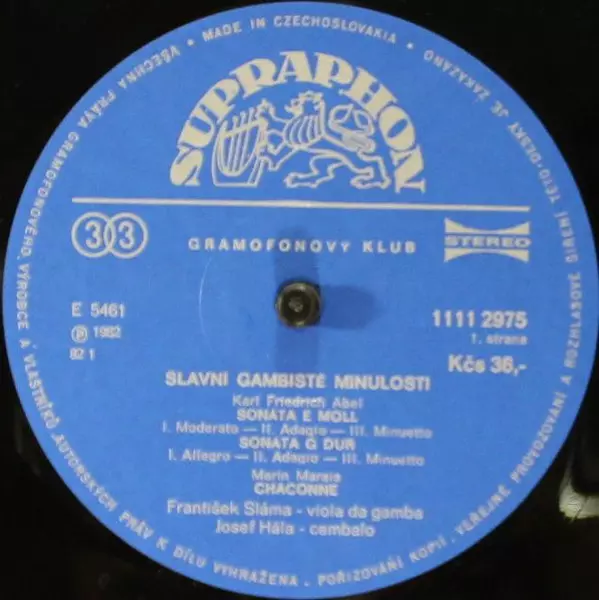 • MADE IN CZECHOSLOVAKIA •
VŠECHNA PRÁVA GRAMOFONOVÉHO VÝROBCE A VLASTNÍKŮ AUTORSKÝCH PRÁV K DÍLU VYHRAŽENA. POŘIZOVÁNÍ KOPIÍ, VEŘEJNÉ PROVOZOVÁNÍ A ROZHLASOVÉ ŠÍŘENÍ TÉTO DESKY JE ZAKÁZÁNO
SUPRAPHON
33
GRAMOFONOVÝ KLUB
STEREO
E 5461
1111 2975
℗ 1982
1. strana
82 1
Kčs 36,-
SLAVNÍ GAMBISTÉ MINULOSTI
Karl Friedrich Abel
SONÁTA E MOLL
I. Moderato — II. Adagio — III. Minuetto
SONÁTA G DUR
I. Allegro — II. Adagio — III. Minuetto
Marin Marais
CHACONNE
František Sláma - viola da gamba
Josef Hála - cembalo